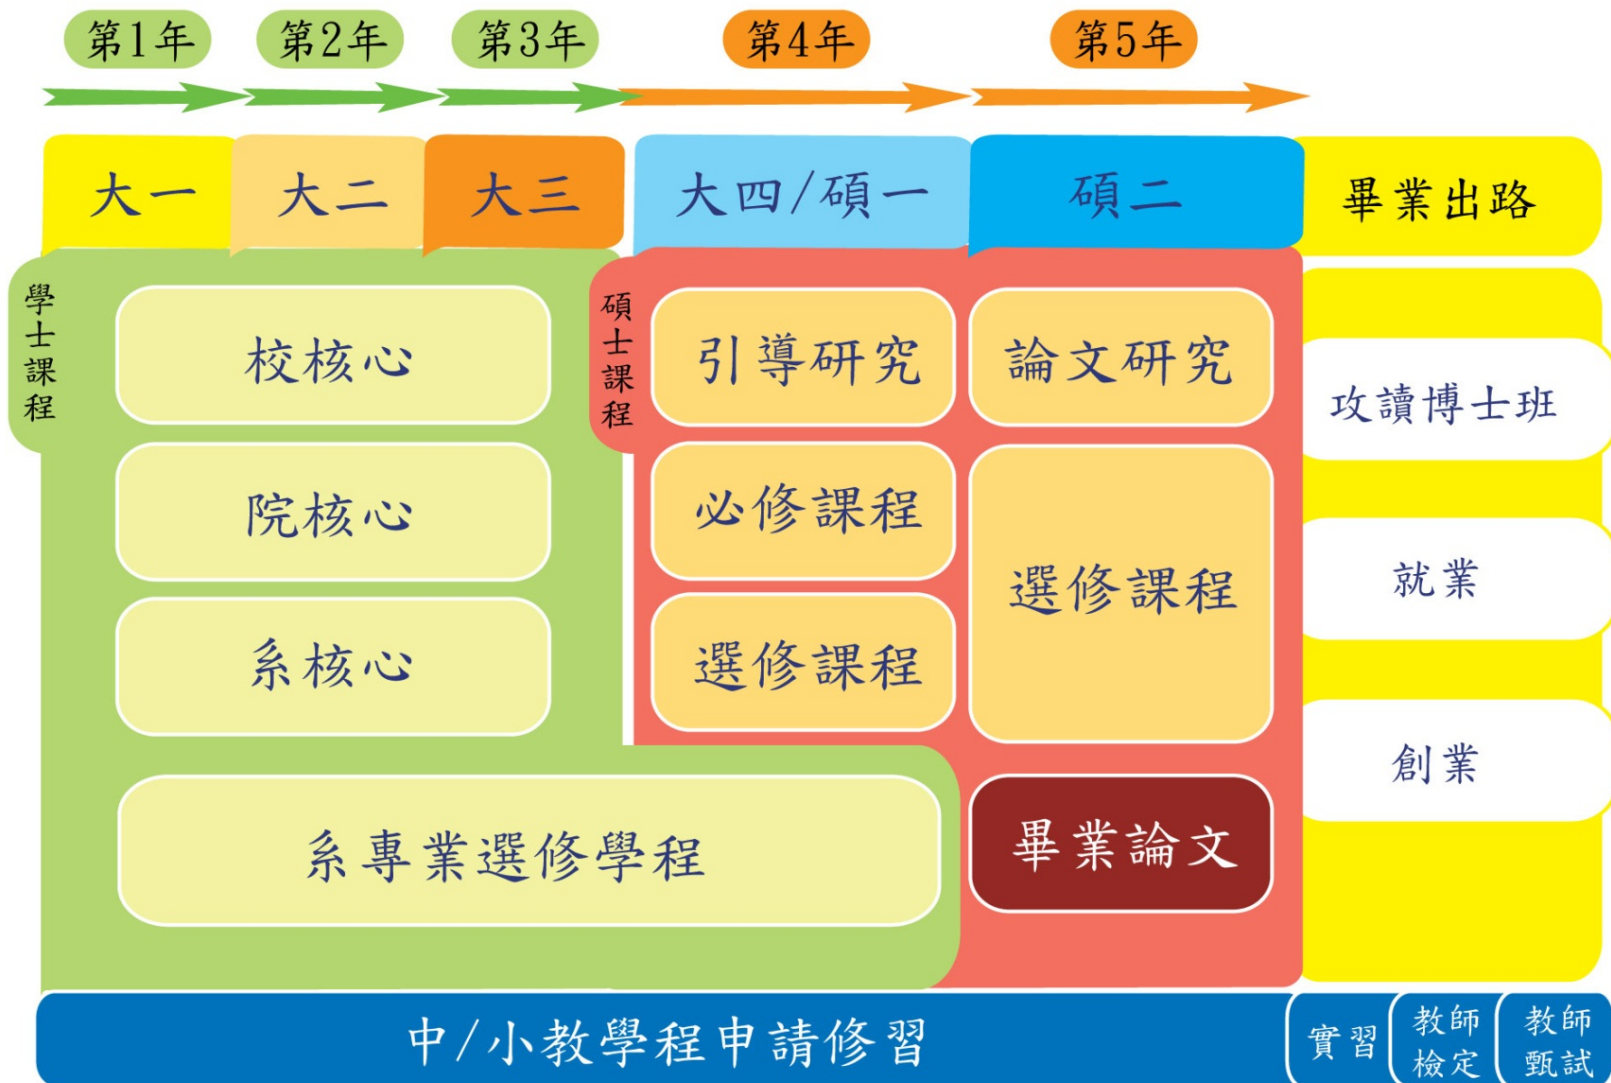 第1年
第2年
第3年
第4年
第5年
大一
大二
大三
大四/碩一
碩二
畢業出路
學士課程
校核心
院核心
系核心
系專業選修學程
碩士課程
引導研究
必修課程
選修課程
論文研究
選修課程
畢業論文
攻讀博士班
就業
創業
中/小教學程申請修習
實習
教師
檢定
教師
甄試